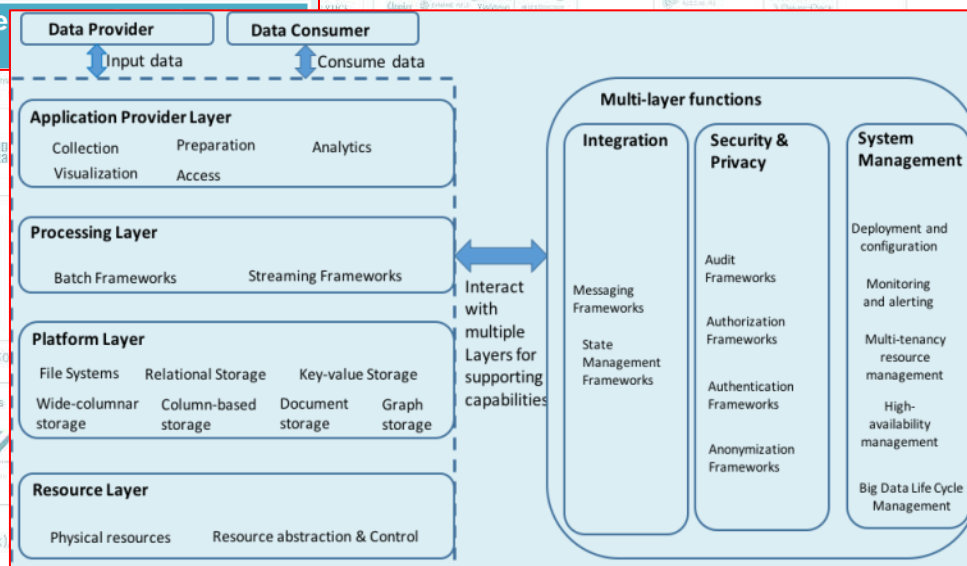 Data Provider
Data Consumer
Input data
Consume data
Application Provider Layer
Collection
Preparation
Analytics
Visualization
Access
Processing Layer
Batch Frameworks
Streaming Frameworks
Platform Layer
File Systems
Relational Storage
Key-value Storage
Wide-columnar
storage
Column-based
storage
Document
storage
Graph
storage
Resource Layer
Physical resources
Resource abstraction & Control
Interact
with
multiple
Layers for
supporting
capabilities
Multi-layer functions
Integration
Messaging
Frameworks
State
Management
Frameworks
Security &
Privacy
Audit
Frameworks
Authorization
Frameworks
Authentication
Frameworks
Anonymization
Frameworks
System
Management
Deployment and
configuration
Monitoring
and alerting
Multi-tenancy
resource
management
High-
availability
management
Big Data Life Cycle
Management